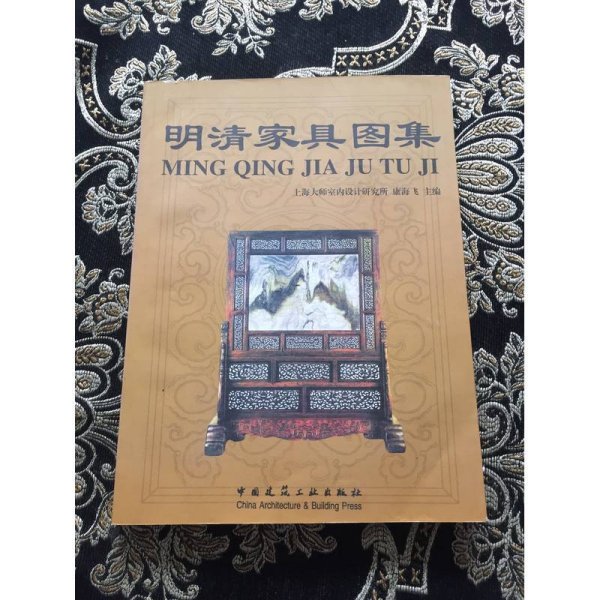 明清家具图集
MING QING JIA JU TU JI
上海大师室内设计研究所 康海飞 主编
中国建筑工业出版社
China Architecture & Building Press